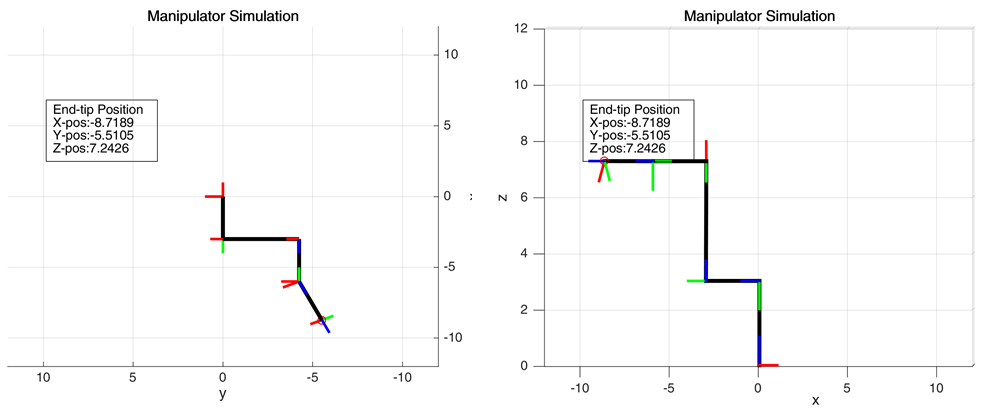 Manipulator Simulation
End-tip Position
X-pos:-8.7189
Y-pos:-5.5105
Z-pos:7.2426
10
5
0
-5
-10
10
5
0
-5
-10
y
Manipulator Simulation
End-tip Position
X-pos:-8.7189
Y-pos:-5.5105
Z-pos:7.2426
12
10
8
6
4
2
0
z
-10
-5
0
5
10
x